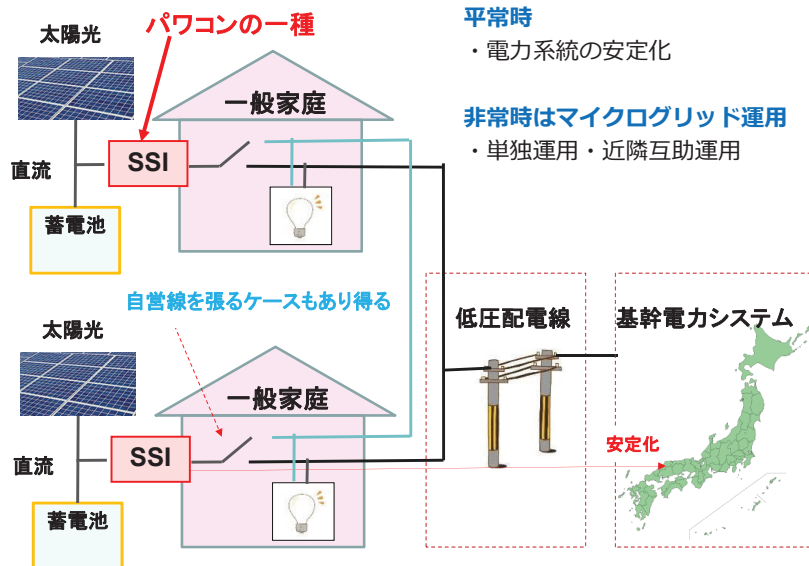 太陽光
パワコンの一種
平常時
・電力系統の安定化
一般家庭
非常時はマイクログリッド運用
・単独運用・近隣互助運用
SSI
直流
蓄電池
自営線を張るケースもあり得る
太陽光
低圧配電線
基幹電力システム
一般家庭
SSI
安定化
直流
蓄電池